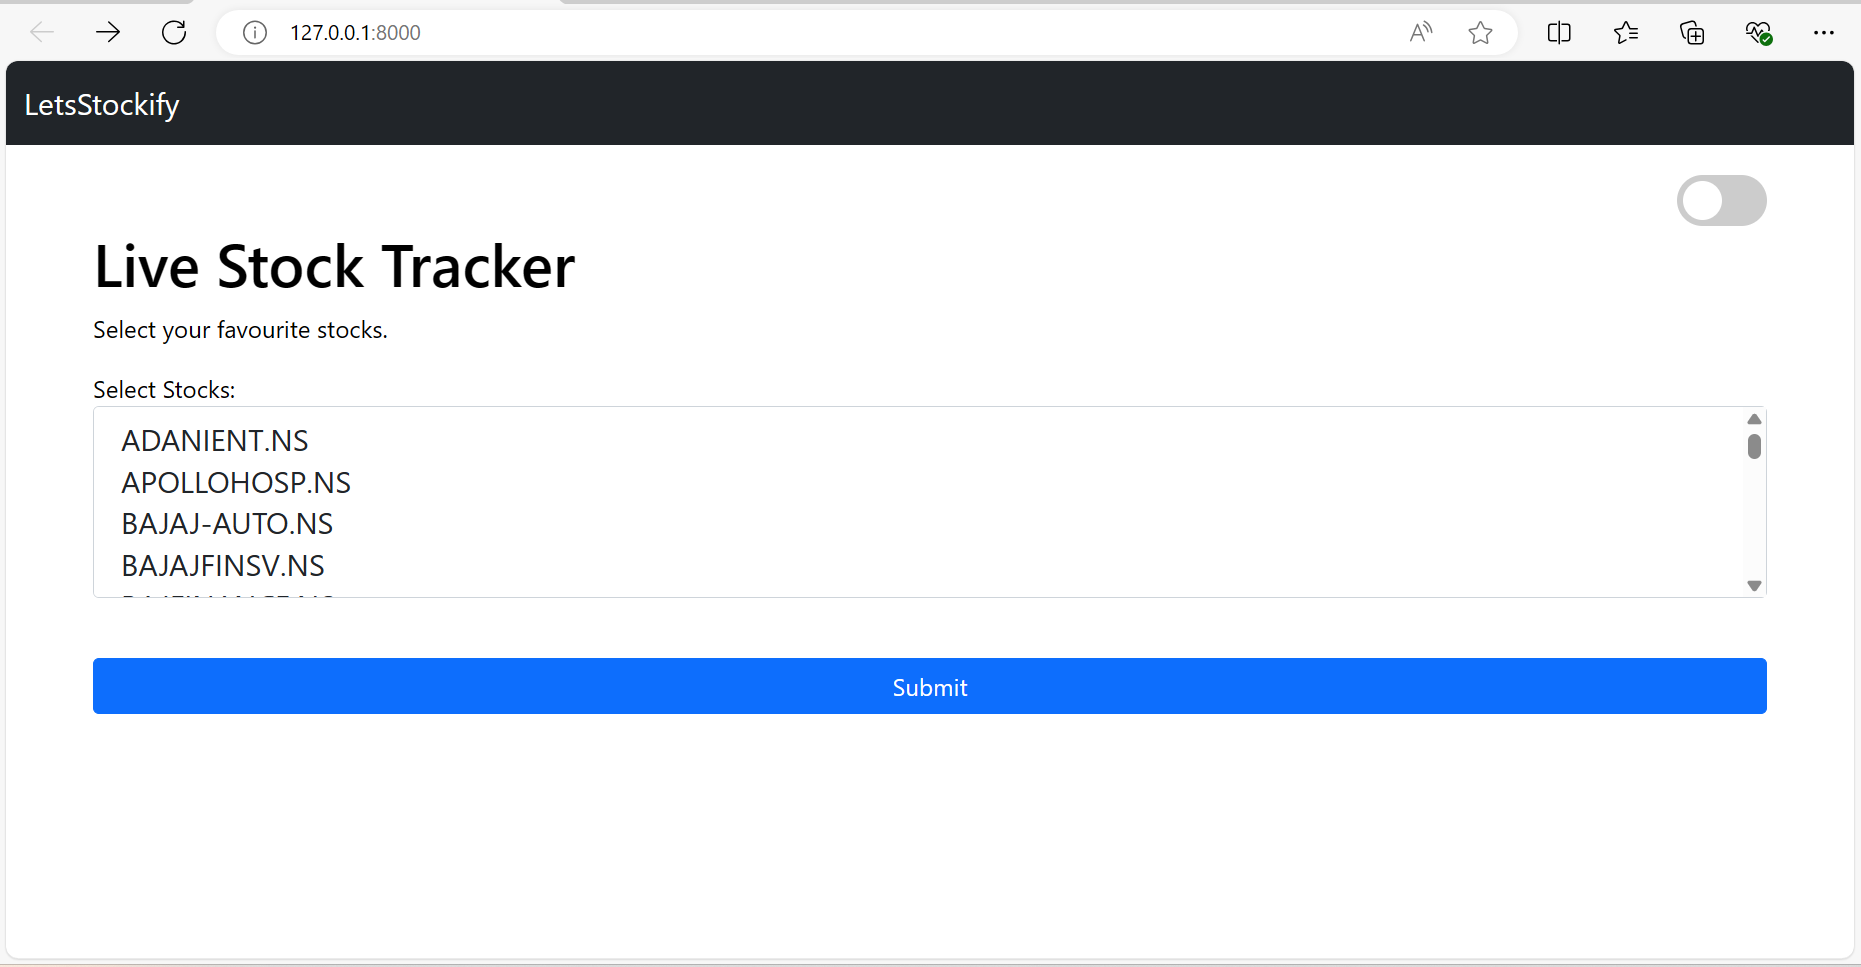 127.0.0.1:8000
LetsStockify
Live Stock Tracker
Select your favourite stocks.
Select Stocks:
ADANIENT.NS
APOLLOHOSP.NS
BAJAJ-AUTO.NS
BAJAJFINSV.NS
Submit